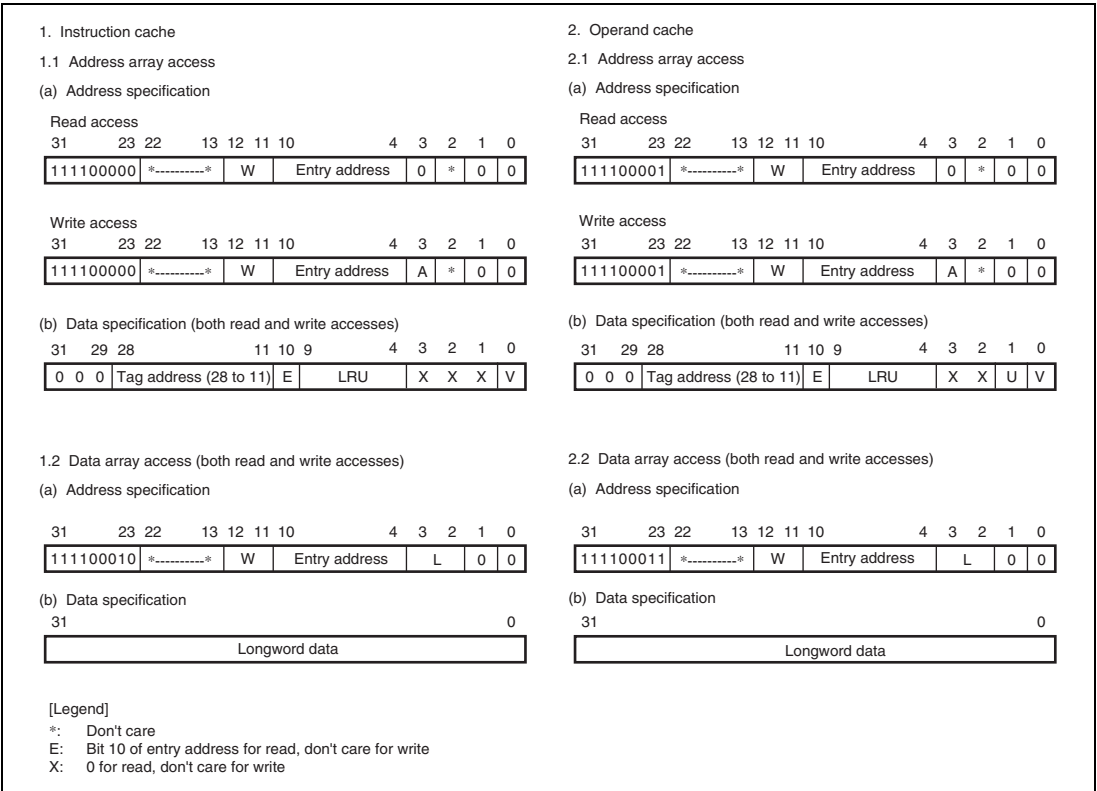 1. Instruction cache
1.1 Address array access
(a) Address specification
Read access
31 23 22 13 12 11 10 4 3 2 1 0
111100000 *----------* W Entry address 0 * 0 0
Write access
31 23 22 13 12 11 10 4 3 2 1 0
111100000 *----------* W Entry address A * 0 0
(b) Data specification (both read and write accesses)
31 29 28 11 10 9 4 3 2 1 0
0 0 0 Tag address (28 to 11) E LRU X X X V
1.2 Data array access (both read and write accesses)
(a) Address specification
31 23 22 13 12 11 10 4 3 2 1 0
111100010 *---------* W Entry address L 0 0
(b) Data specification
31 0
Longword data
[Legend]
*: Don't care
E: Bit 10 of entry address for read, don't care for write
X: 0 for read, don't care for write
2. Operand cache
2.1 Address array access
(a) Address specification
Read access
31 23 22 13 12 11 10 4 3 2 1 0
111100001 *----------* W Entry address 0 * 0 0
Write access
31 23 22 13 12 11 10 4 3 2 1 0
111100001 *----------* W Entry address A * 0 0
(b) Data specification (both read and write accesses)
31 29 28 11 10 9 4 3 2 1 0
0 0 0 Tag address (28 to 11) E LRU X X U V
2.2 Data array access (both read and write accesses)
(a) Address specification
31 23 22 13 12 11 10 4 3 2 1 0
111100011 *----------* W Entry address L 0 0
(b) Data specification
31 0
Longword data